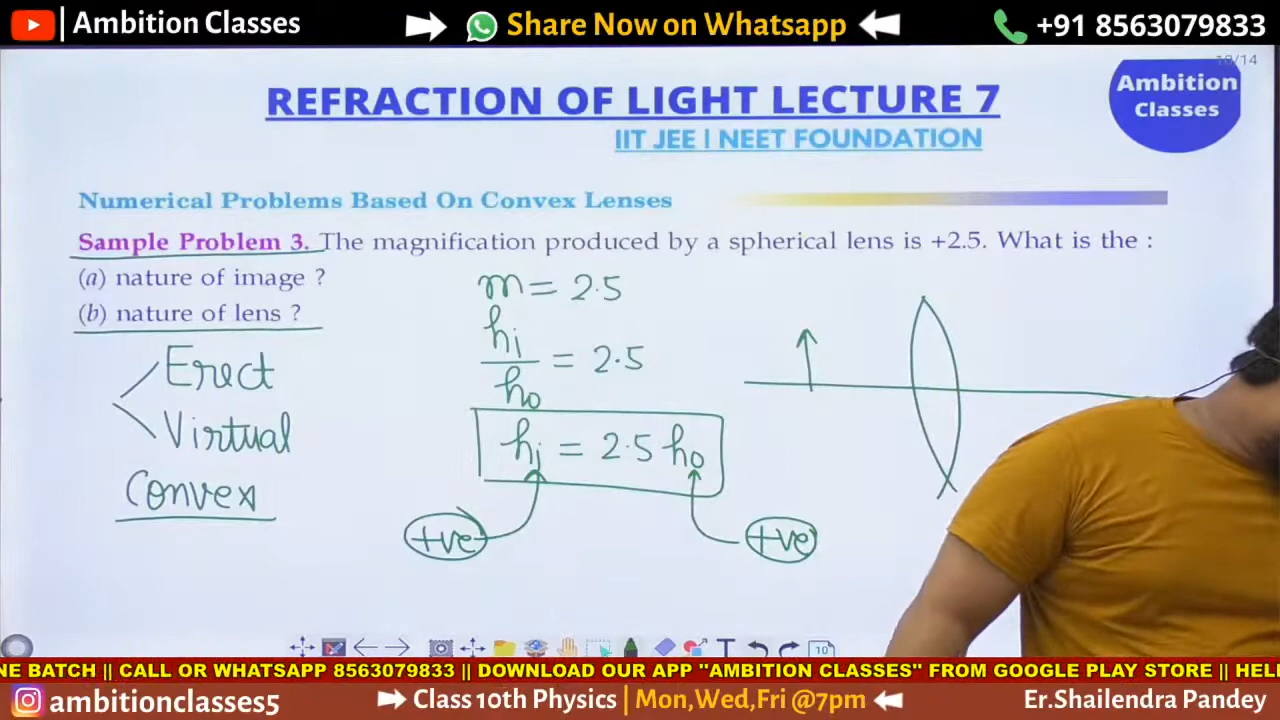 Ambition Classes
Share Now on Whatsapp
+91 8563079833
10/14
REFRACTION OF LIGHT LECTURE 7
Ambition
Classes
IIT JEE | NEET FOUNDATION
Numerical Problems Based On Convex Lenses
Sample Problem 3. The magnification produced by a spherical lens is +2.5. What is the :
(a) nature of image ?
(b) nature of lens ?
m = 2.5
hi
ho
= 2.5
Erect
Virtual
Convex
hi = 2.5 ho
+ve
+ve
T
10
NE BATCH || CALL OR WHATSAPP 8563079833 || DOWNLOAD OUR APP "AMBITION CLASSES" FROM GOOGLE PLAY STORE || HEL
ambitionclasses5
Class 10th Physics | Mon,Wed,Fri @7pm
Er.Shailendra Pandey